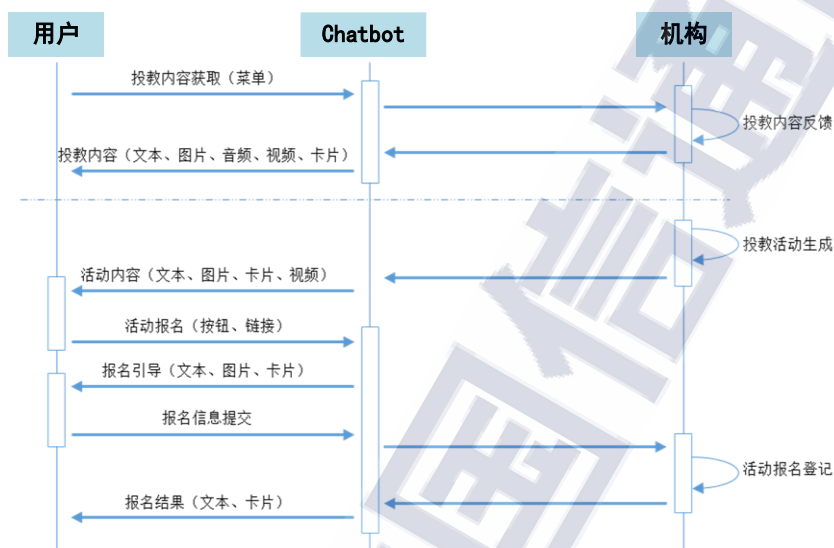 用户
Chatbot
机构
投教内容获取（菜单）
投教内容反馈
投教内容（文本、图片、音频、视频、卡片）
投教活动生成
活动内容（文本、图片、卡片、视频）
活动报名（按钮、链接）
报名引导（文本、图片、卡片）
报名信息提交
活动报名登记
报名结果（文本、卡片）
国信通